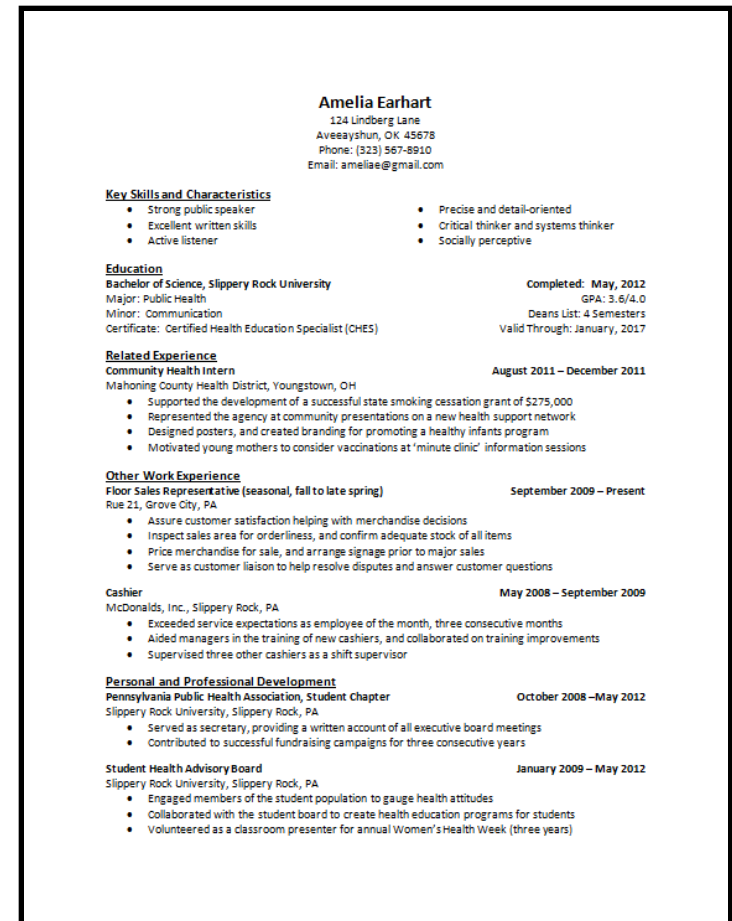 Amelia Earhart
124 Lindberg Lane
Aveeayshun, OK 45678
Phone: (323) 567-8910
Email: ameliae@gmail.com
Key Skills and Characteristics
• Strong public speaker • Precise and detail-oriented
• Excellent written skills • Critical thinker and systems thinker
• Active listener • Socially perceptive
Education
Bachelor of Science, Slippery Rock University Completed: May, 2012
Major: Public Health GPA: 3.6/4.0
Minor: Communication Deans List: 4 Semesters
Certificate: Certified Health Education Specialist (CHES) Valid Through: January, 2017
Related Experience
Community Health Intern August 2011 – December 2011
Mahoning County Health District, Youngstown, OH
• Supported the development of a successful state smoking cessation grant of $275,000
• Represented the agency at community presentations on a new health support network
• Designed posters, and created branding for promoting a healthy infants program
• Motivated young mothers to consider vaccinations at ‘minute clinic’ information sessions
Other Work Experience
Floor Sales Representative (seasonal, fall to late spring) September 2009 – Present
Rue 21, Grove City, PA
• Assure customer satisfaction helping with merchandise decisions
• Inspect sales area for orderliness, and confirm adequate stock of all items
• Price merchandise for sale, and arrange signage prior to major sales
• Serve as customer liaison to help resolve disputes and answer customer questions
Cashier May 2008 – September 2009
McDonalds, Inc., Slippery Rock, PA
• Exceeded service expectations as employee of the month, three consecutive months
• Aided managers in the training of new cashiers, and collaborated on training improvements
• Supervised three other cashiers as a shift supervisor
Personal and Professional Development
Pennsylvania Public Health Association, Student Chapter October 2008 –May 2012
Slippery Rock University, Slippery Rock, PA
• Served as secretary, providing a written account of all executive board meetings
• Contributed to successful fundraising campaigns for three consecutive years
Student Health Advisory Board January 2009 – May 2012
Slippery Rock University, Slippery Rock, PA
• Engaged members of the student population to gauge health attitudes
• Collaborated with the student board to create health education programs for students
• Volunteered as a classroom presenter for annual Women’s Health Week (three years)